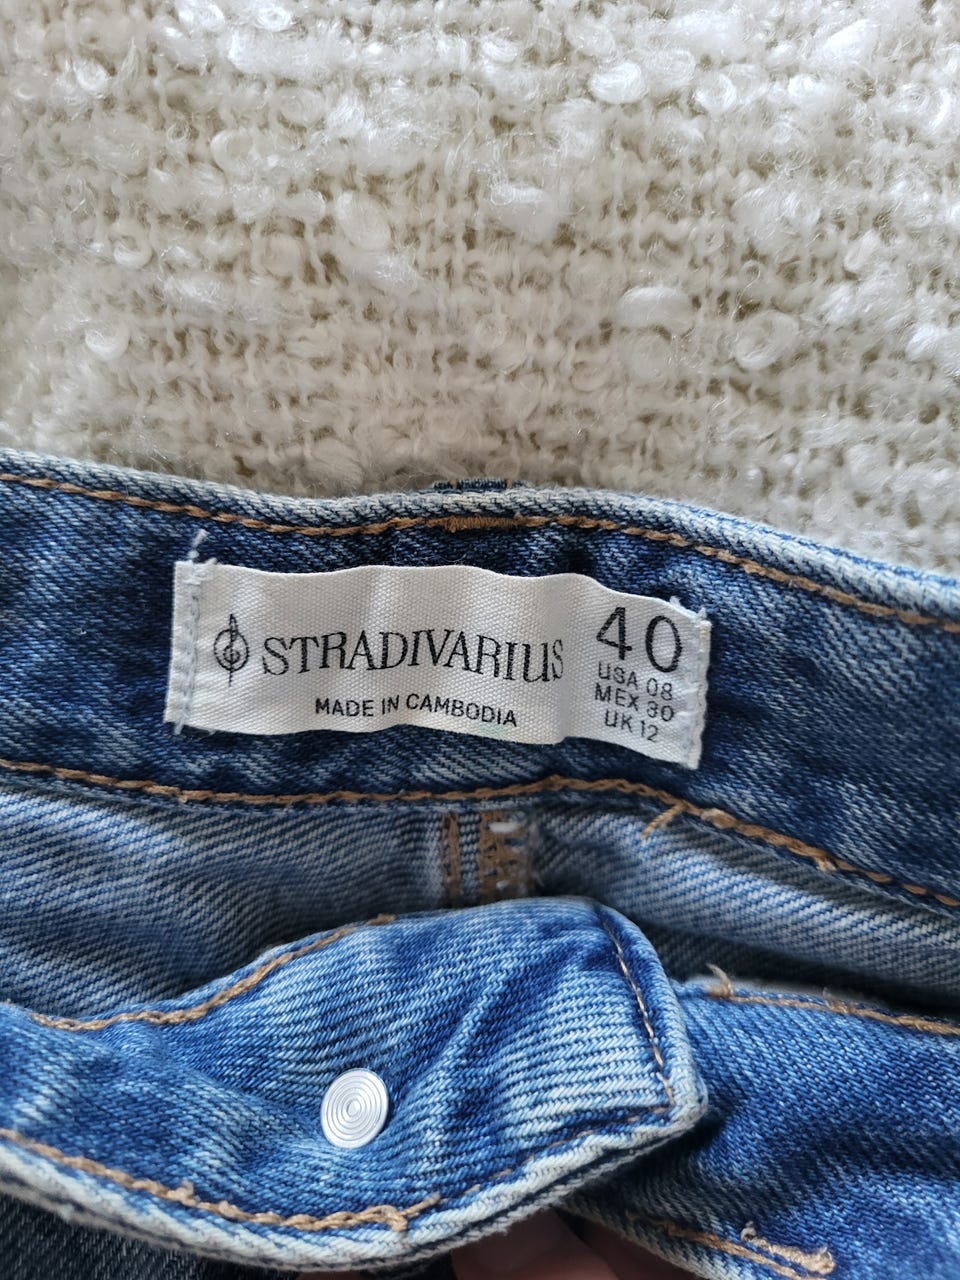 STRADIVARIUS
MADE IN CAMBODIA
40
USA 08
MEX 30
UK 12